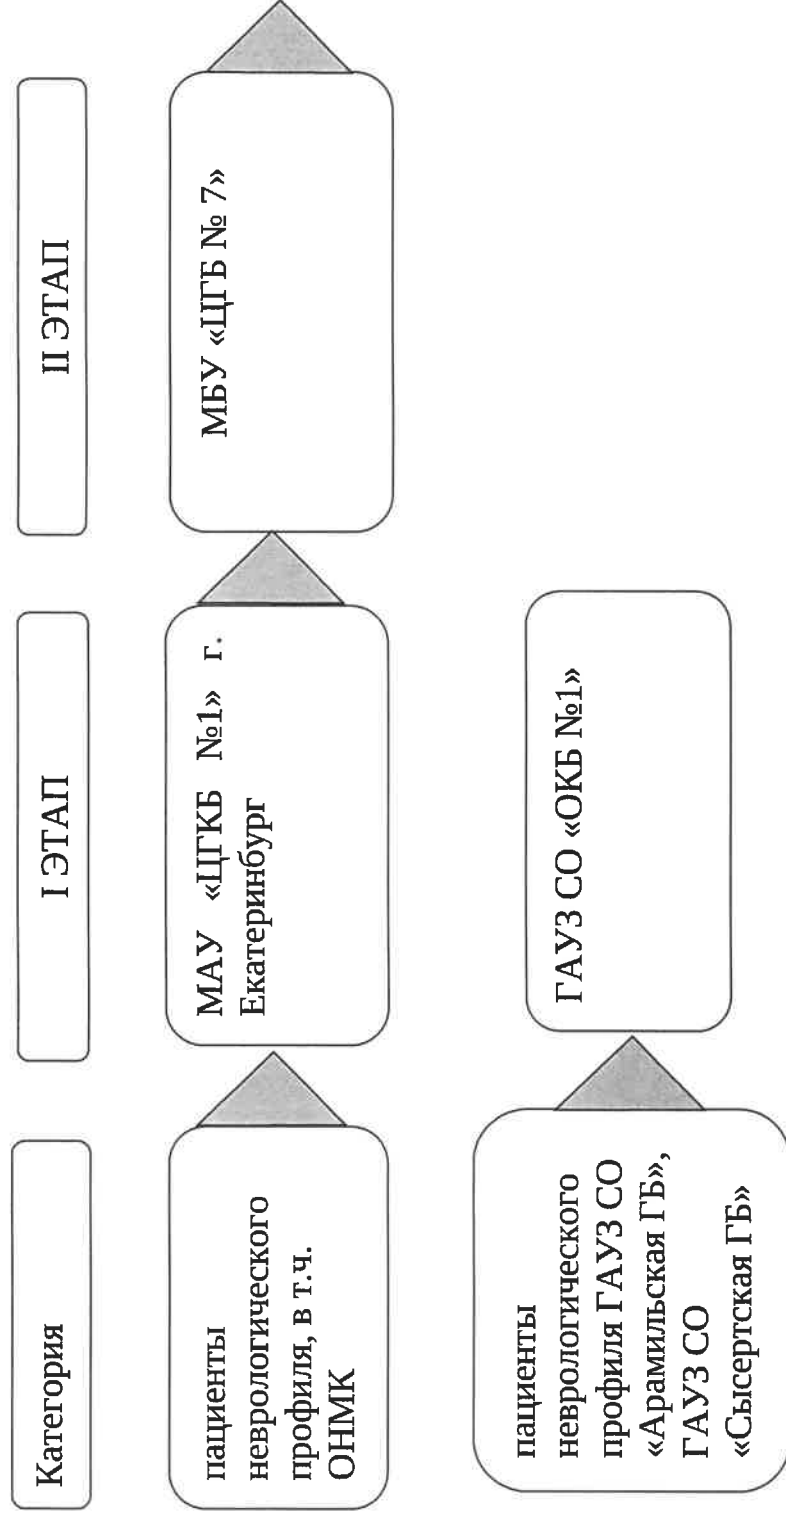 Категория
I ЭТАП
II ЭТАП
пациенты
неврологического
профиля, в т.ч.
ОНМК
МАУ «ЦГКБ №1» г.
Екатеринбург
МБУ «ЦГБ № 7»
пациенты
неврологического
профиля ГАУЗ СО
«Арамильская ГБ»,
ГАУЗ СО
«Сысертская ГБ»
ГАУЗ СО «ОКБ №1»